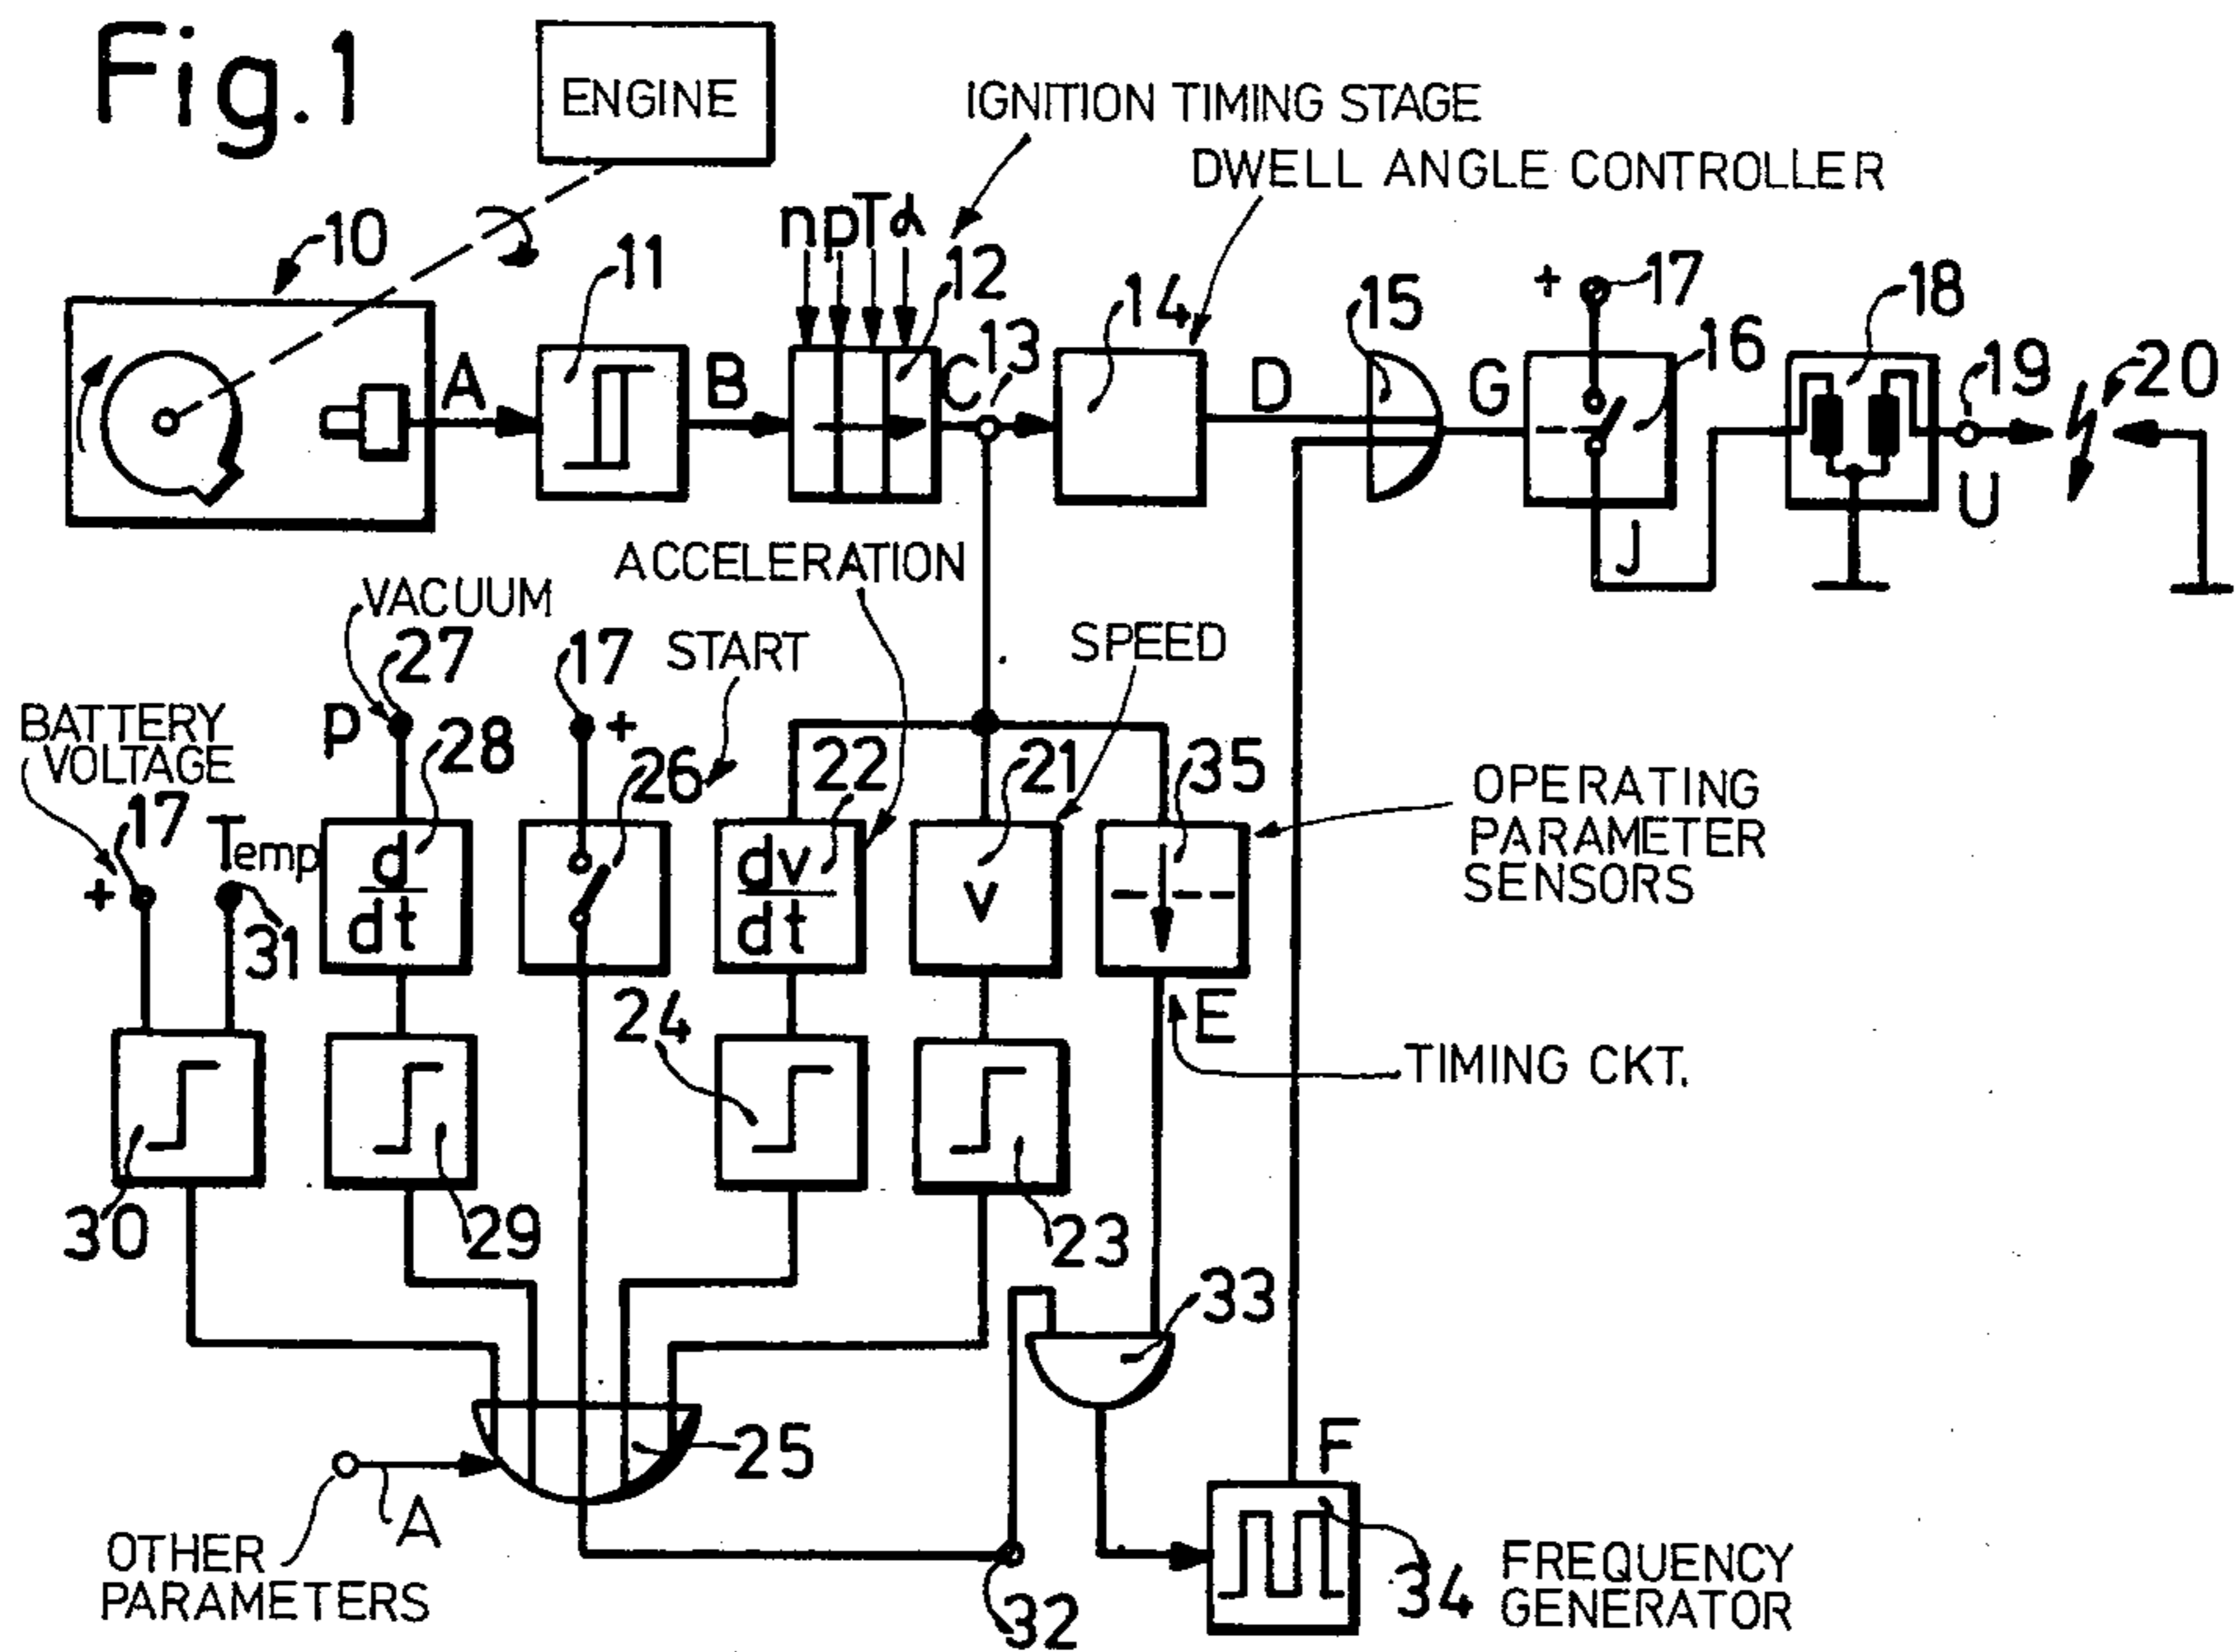 Fig.1
ENGINE
IGNITION TIMING STAGE
DWELL ANGLE CONTROLLER
10
11
npTα
12
13
14
15
+
17
16
18
19
20
A
B
C
D
G
J
U
ACCELERATION
VACUUM
27
17
START
SPEED
BATTERY
VOLTAGE
p
28
+
26
22
21
35
OPERATING
PARAMETER
SENSORS
17
Temp
+
31
d
dt
dv
dt
v
24
E
TIMING CKT.
30
29
23
33
25
F
A
OTHER
PARAMETERS
32
34
FREQUENCY
GENERATOR